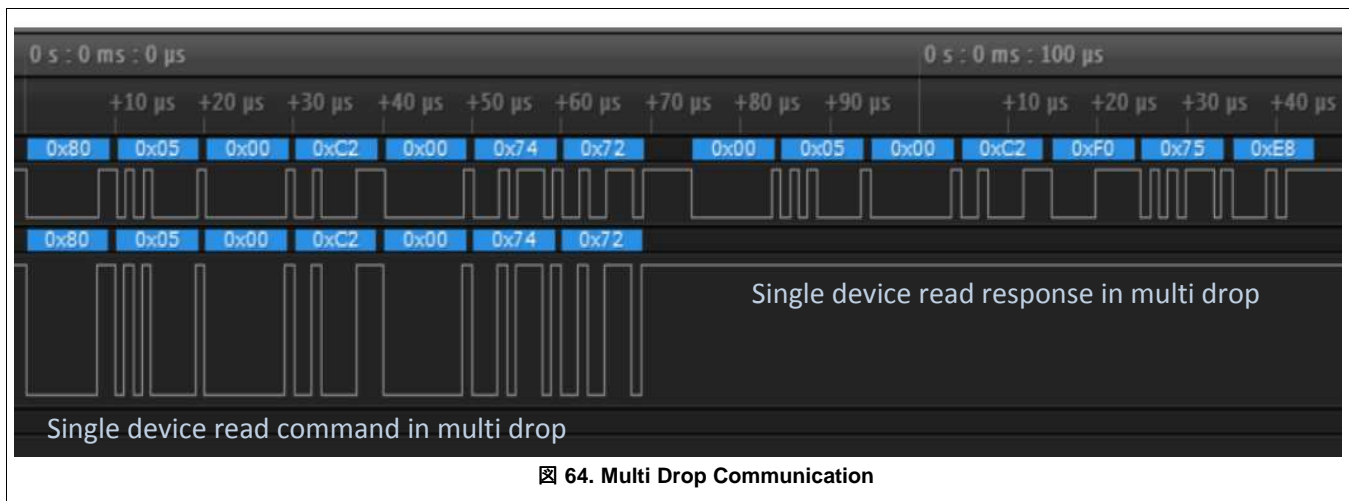 0 s : 0 ms : 0 µs 0 s : 0 ms : 100 µs
+10 µs +20 µs +30 µs +40 µs +50 µs +60 µs +70 µs +80 µs +90 µs +10 µs +20 µs +30 µs +40 µs
0x80 0x05 0x00 0xC2 0x00 0x74 0x72 0x00 0x05 0x00 0xC2 0xF0 0x75 0xE8
0x80 0x05 0x00 0xC2 0x00 0x74 0x72
Single device read response in multi drop
Single device read command in multi drop
図 64. Multi Drop Communication